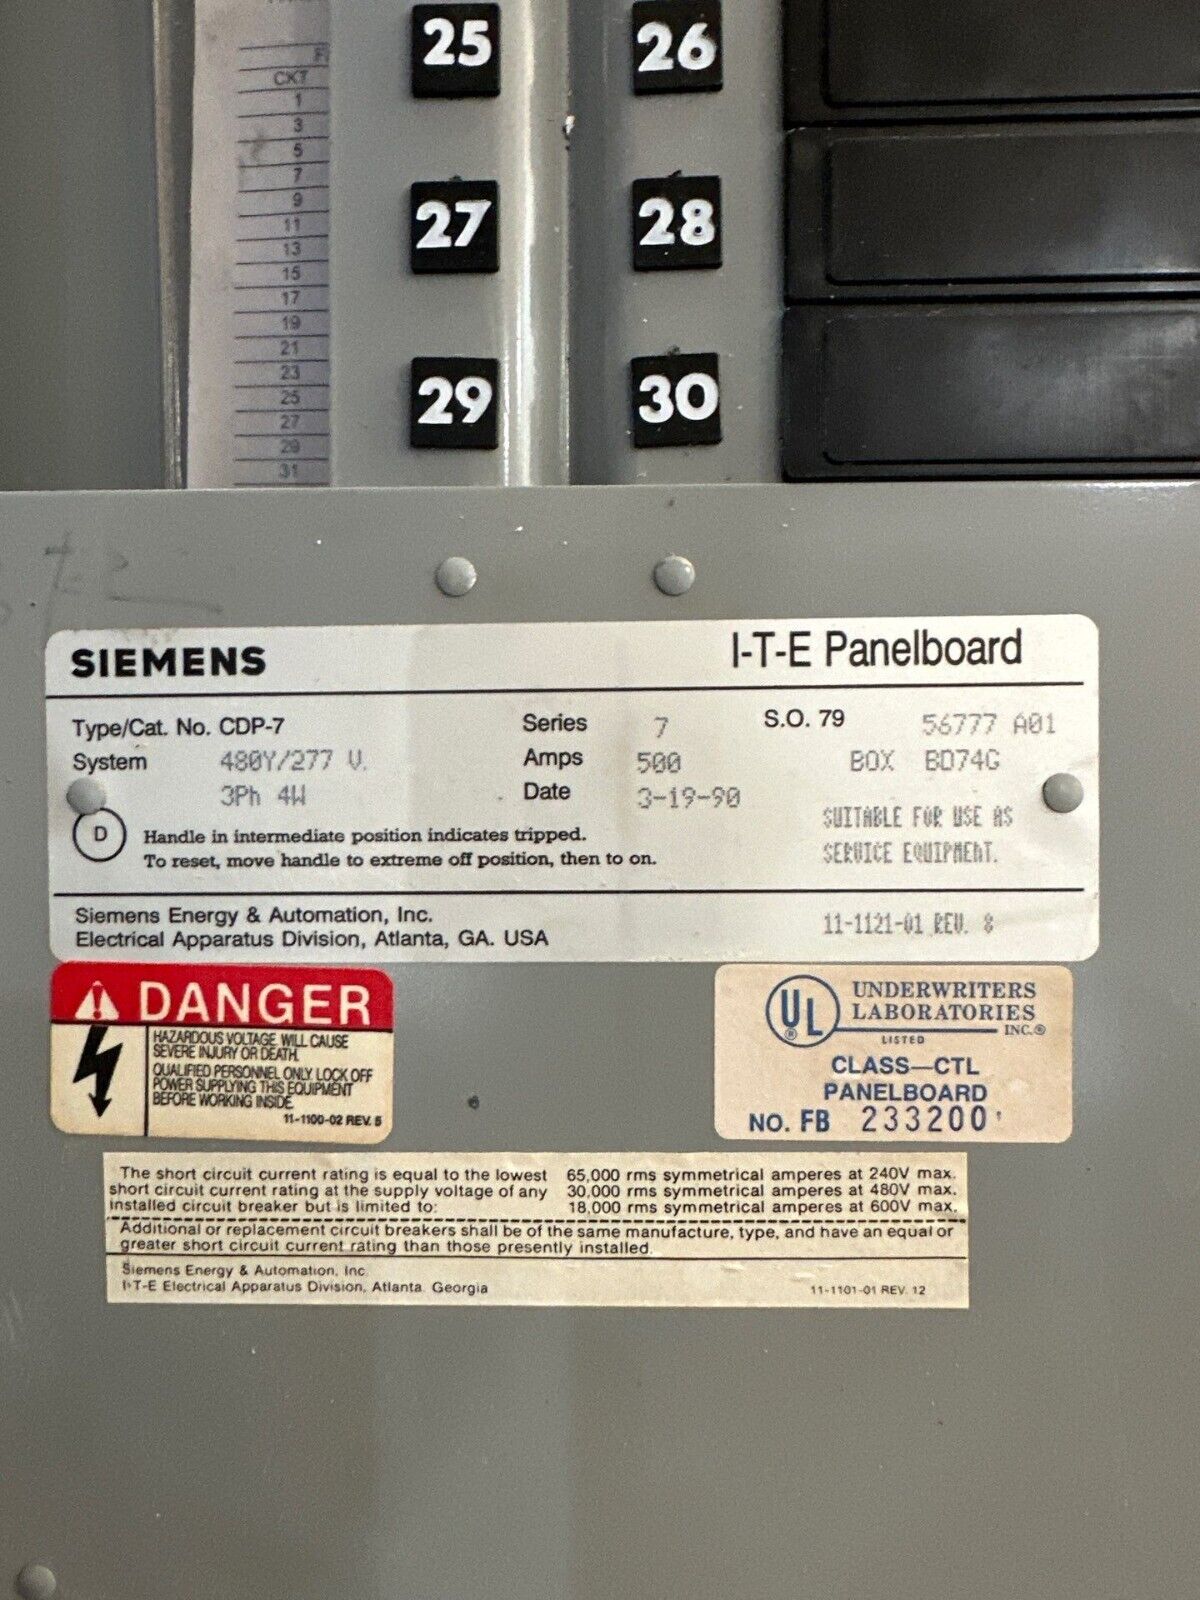 CKT
1
3
5
7
9
11
13
15
17
19
21
23
25
27
29
31
25 26
27 28
29 30
SIEMENS I-T-E Panelboard
Type/Cat. No. CDP-7 Series 7 S.O. 79 56777 A01
System 480Y/277 V. Amps 500 BOX BD74G
3Ph 4W Date 3-19-90
SUITABLE FOR USE AS
SERVICE EQUIPMENT.
D Handle in intermediate position indicates tripped.
To reset, move handle to extreme off position, then to on.
Siemens Energy & Automation, Inc.
Electrical Apparatus Division, Atlanta, GA. USA
11-1121-01 REV. 8
DANGER
HAZARDOUS VOLTAGE WILL CAUSE
SEVERE INJURY OR DEATH.
QUALIFIED PERSONNEL ONLY. LOCK OFF
POWER SUPPLYING THIS EQUIPMENT
BEFORE WORKING INSIDE.
11-1100-02 REV. 5
UL ® UNDERWRITERS
LABORATORIES
INC.®
LISTED
CLASS—CTL
PANELBOARD
NO. FB 233200
The short circuit current rating is equal to the lowest 65,000 rms symmetrical amperes at 240V max.
short circuit current rating at the supply voltage of any 30,000 rms symmetrical amperes at 480V max.
installed circuit breaker but is limited to: 18,000 rms symmetrical amperes at 600V max.
Additional or replacement circuit breakers shall be of the same manufacture, type, and have an equal or
greater short circuit current rating than those presently installed.
Siemens Energy & Automation, Inc.
I-T-E Electrical Apparatus Division, Atlanta Georgia 11-1101-01 REV. 12